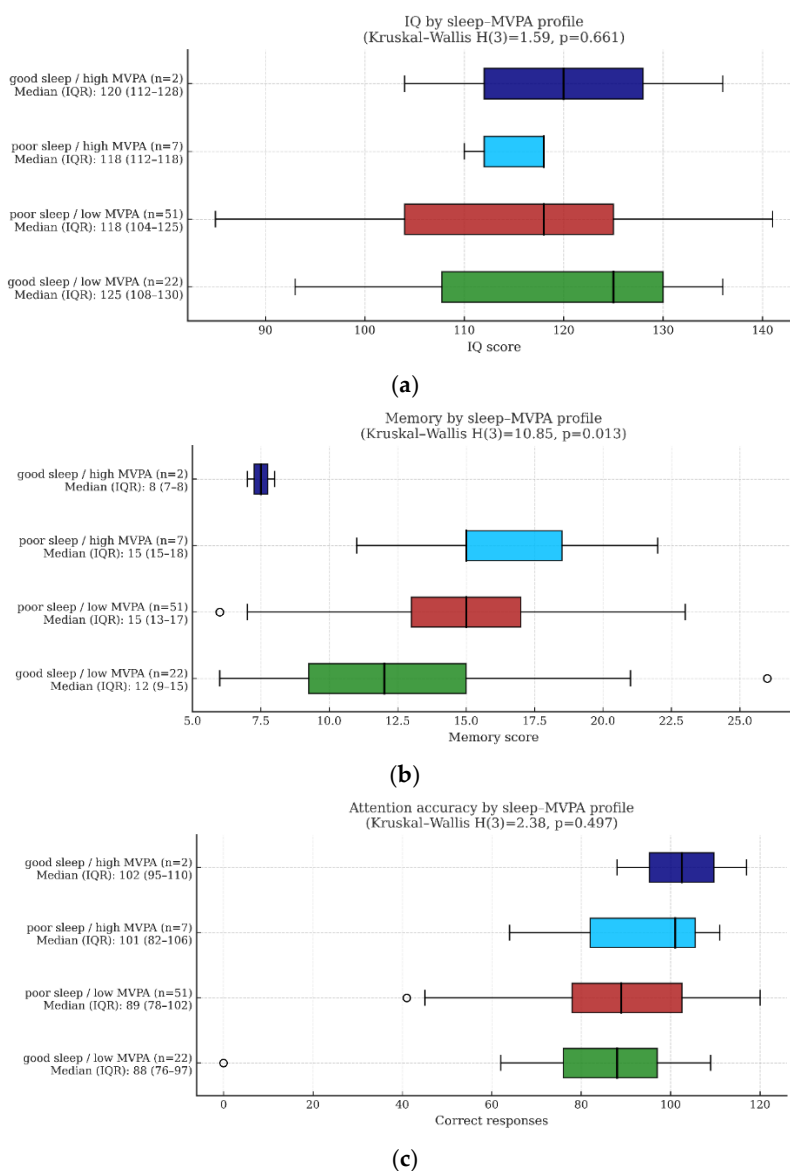 IQ by sleep–MVPA profile
(Kruskal–Wallis H(3)=1.59, p=0.661)
good sleep / high MVPA (n=2)
Median (IQR): 120 (112–128)
poor sleep / high MVPA (n=7)
Median (IQR): 118 (112–118)
poor sleep / low MVPA (n=51)
Median (IQR): 118 (104–125)
good sleep / low MVPA (n=22)
Median (IQR): 125 (108–130)
90 100 110 120 130 140
IQ score
(a)
Memory by sleep–MVPA profile
(Kruskal–Wallis H(3)=10.85, p=0.013)
good sleep / high MVPA (n=2)
Median (IQR): 8 (7–8)
poor sleep / high MVPA (n=7)
Median (IQR): 15 (15–18)
poor sleep / low MVPA (n=51)
Median (IQR): 15 (13–17)
good sleep / low MVPA (n=22)
Median (IQR): 12 (9–15)
5.0 7.5 10.0 12.5 15.0 17.5 20.0 22.5 25.0
Memory score
(b)
Attention accuracy by sleep–MVPA profile
(Kruskal–Wallis H(3)=2.38, p=0.497)
good sleep / high MVPA (n=2)
Median (IQR): 102 (95–110)
poor sleep / high MVPA (n=7)
Median (IQR): 101 (82–106)
poor sleep / low MVPA (n=51)
Median (IQR): 89 (78–102)
good sleep / low MVPA (n=22)
Median (IQR): 88 (76–97)
0 20 40 60 80 100 120
Correct responses
(c)